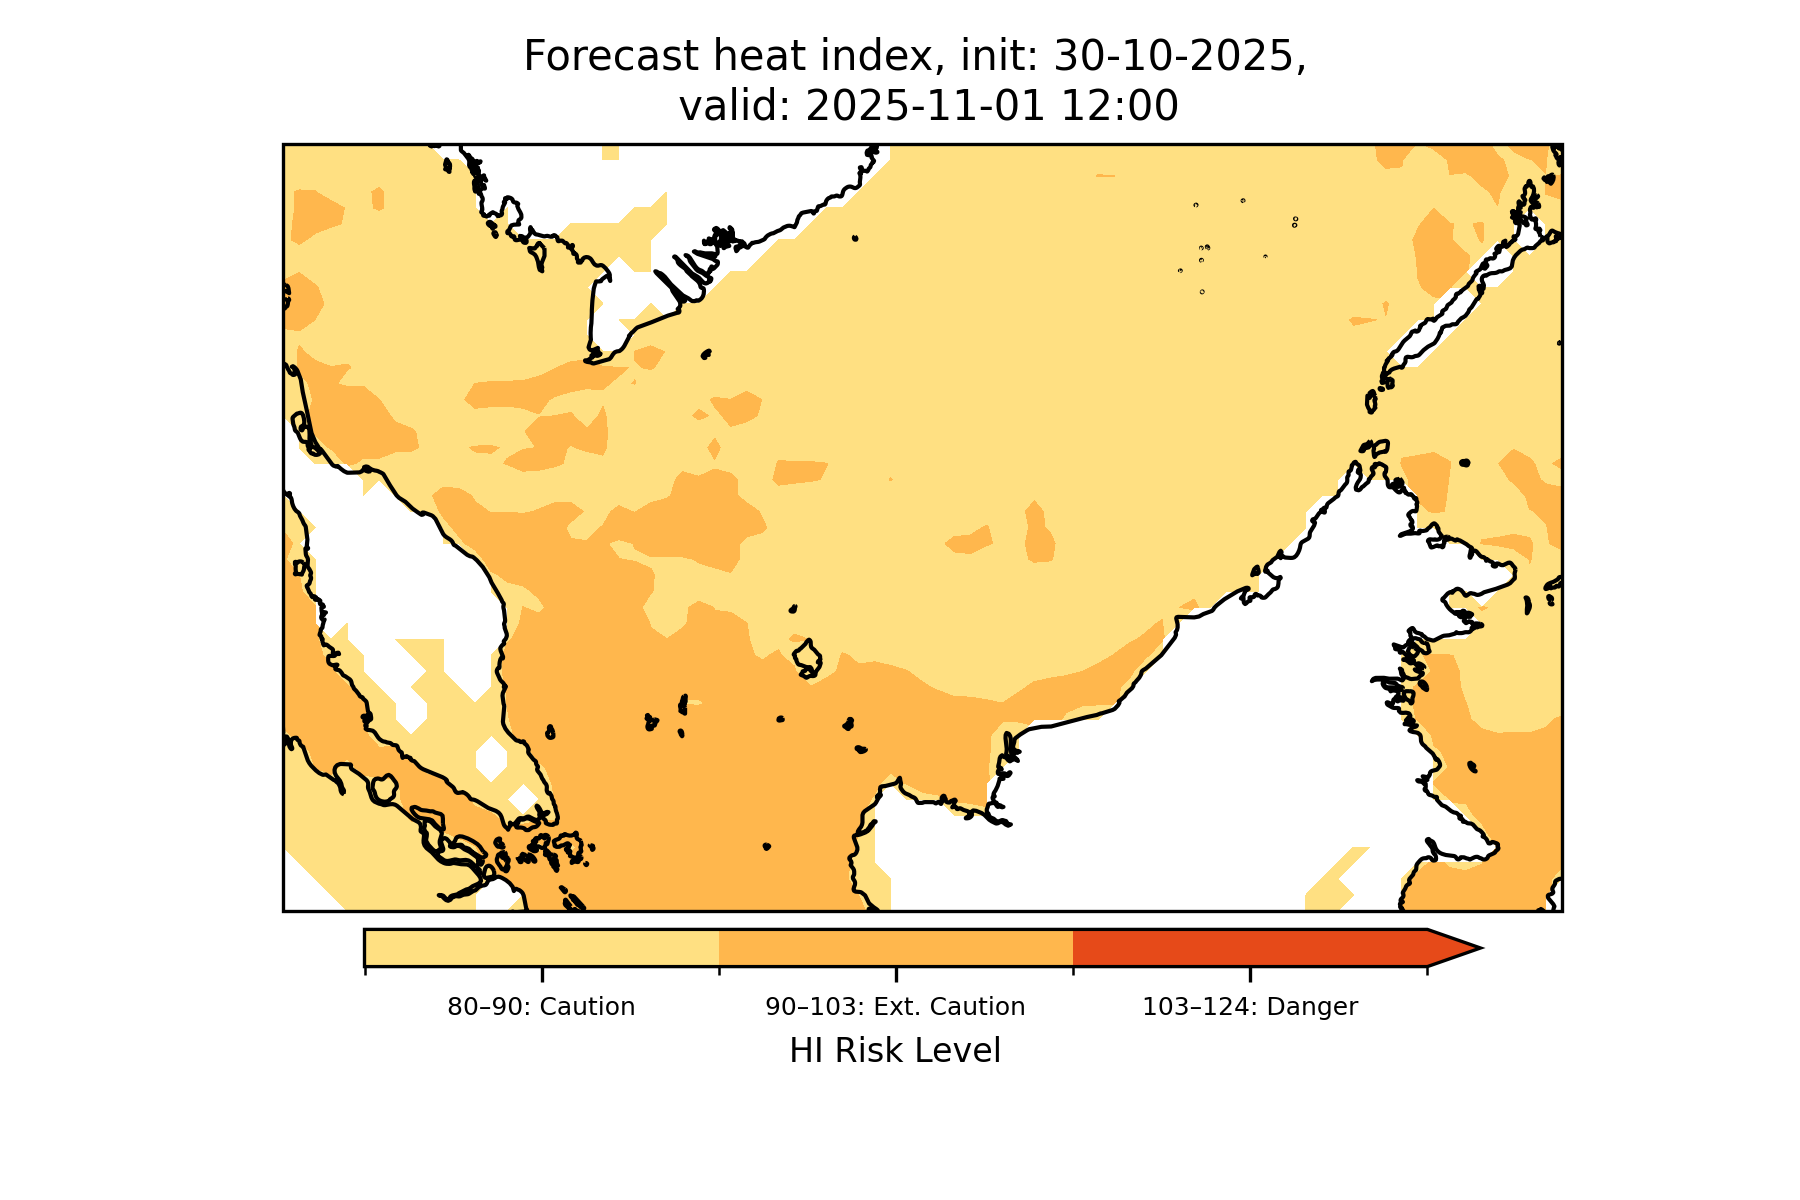 Forecast heat index, init: 30-10-2025,
valid: 2025-11-01 12:00
80–90: Caution
90–103: Ext. Caution
103–124: Danger
HI Risk Level